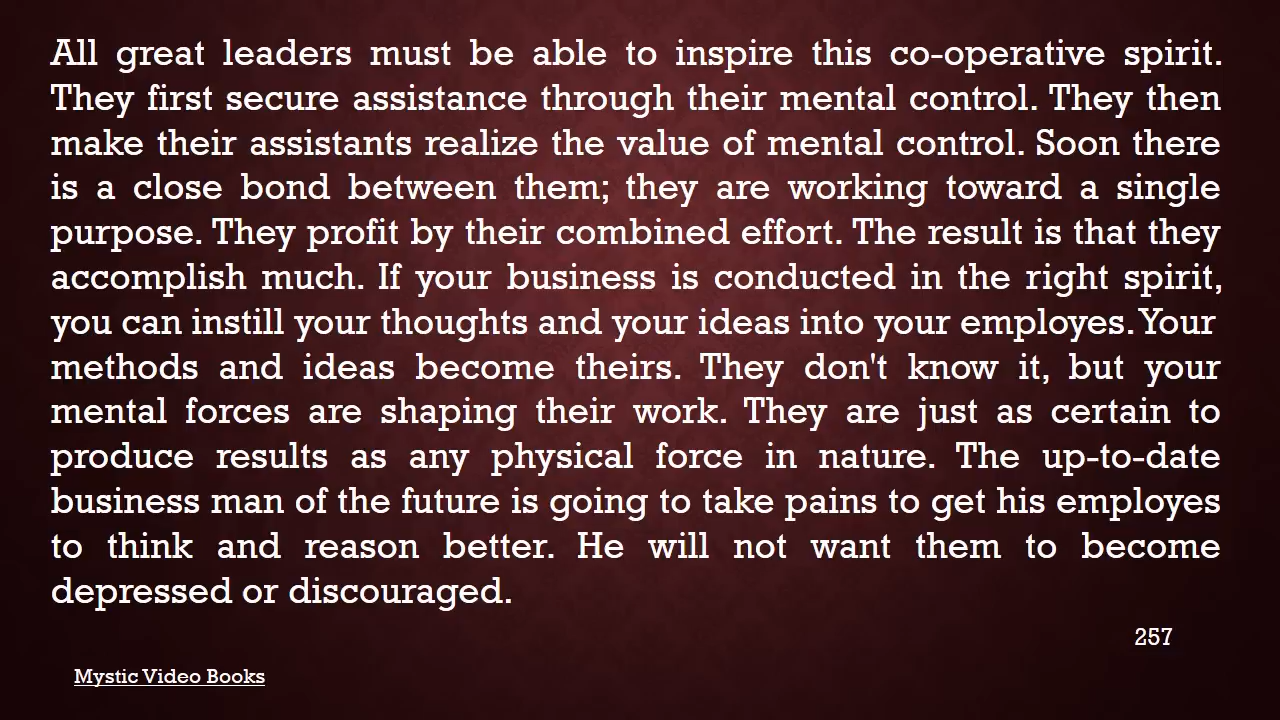 All great leaders must be able to inspire this co-operative spirit.
They first secure assistance through their mental control. They then
make their assistants realize the value of mental control. Soon there
is a close bond between them; they are working toward a single
purpose. They profit by their combined effort. The result is that they
accomplish much. If your business is conducted in the right spirit,
you can instill your thoughts and your ideas into your employes. Your
methods and ideas become theirs. They don't know it, but your
mental forces are shaping their work. They are just as certain to
produce results as any physical force in nature. The up-to-date
business man of the future is going to take pains to get his employes
to think and reason better. He will not want them to become
depressed or discouraged.
257
Mystic Video Books